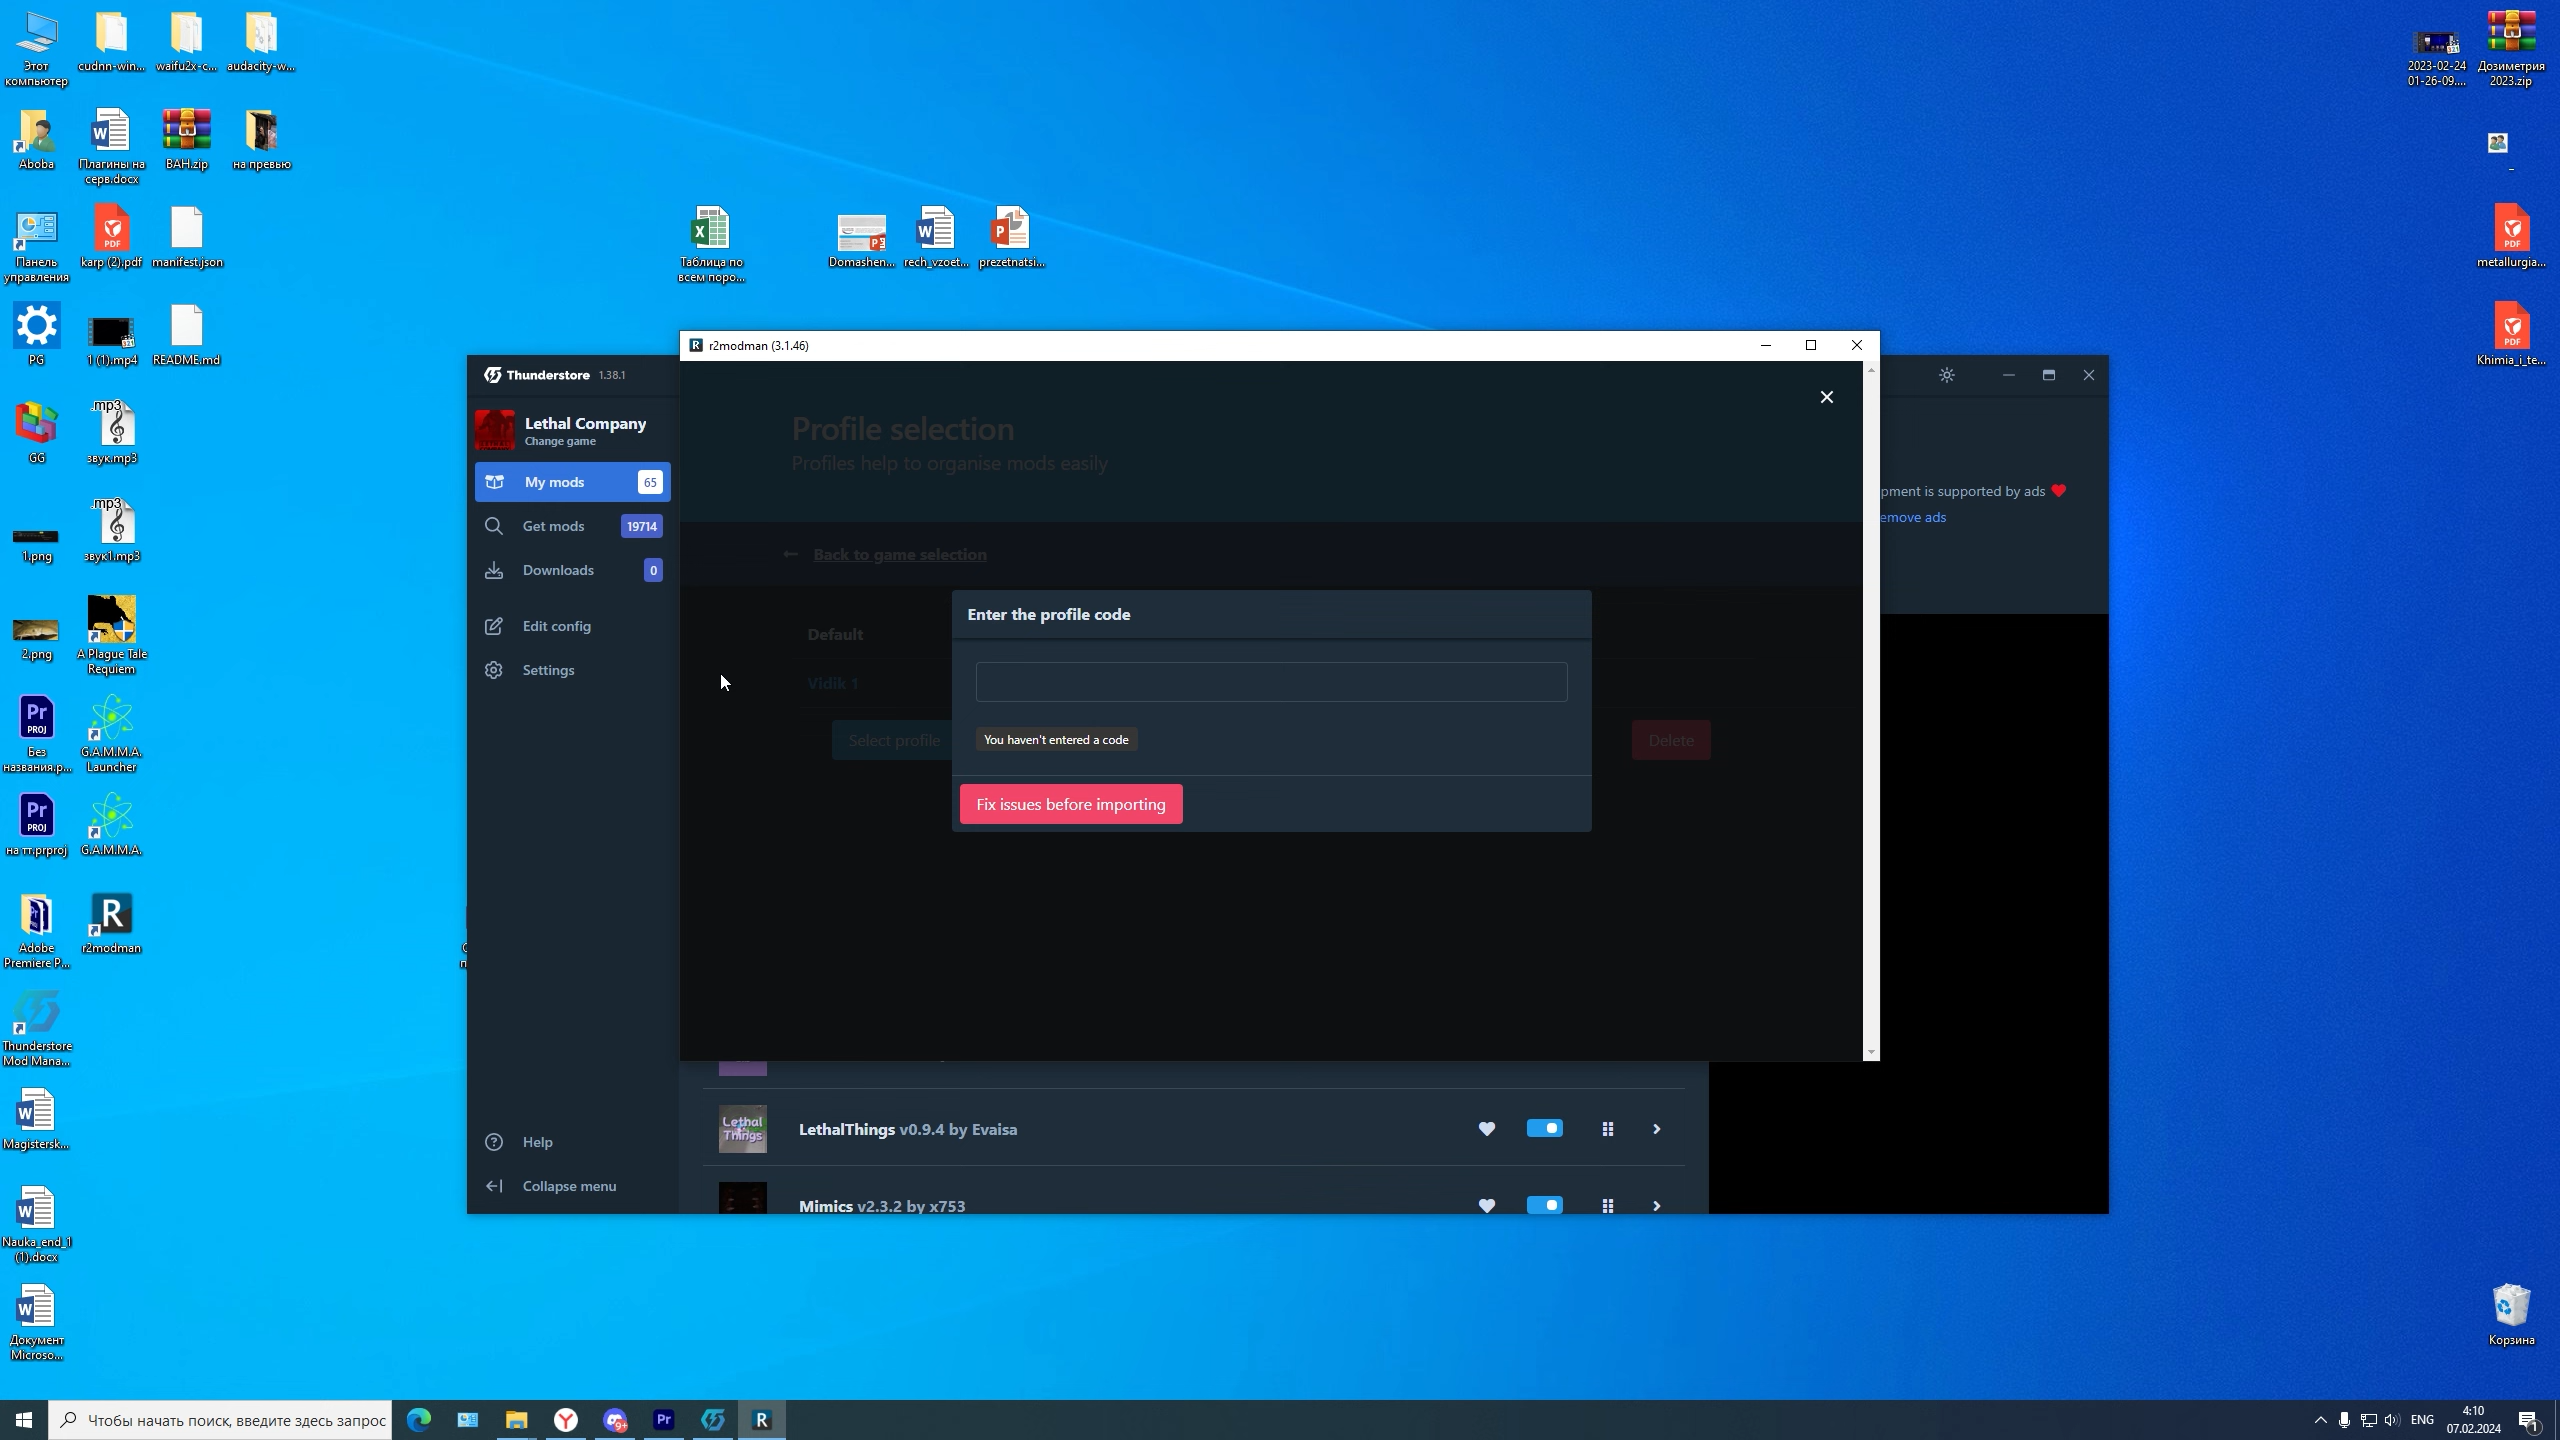 Этот
компьютер
cudnn-win...
waifu2x-c...
audacity-w...
2023-02-24
01-26-09....
Дозиметрия
2023.zip
Aboba
Плагины на
серв.docx
BAH.zip
на превью
_
Панель
управления
karp (2).pdf
manifest.json
Таблица по
всем поро...
Domashen...
rech_vzoet...
prezetnatsi...
metallurgia...
PG
1 (1).mp4
README.md
Khimia_i_te...
GG
.mp3
звук.mp3
1.png
.mp3
звук1.mp3
2.png
A Plague Tale
Requiem
Без
названия.p...
G.A.M.M.A.
Launcher
на тт.prproj
G.A.M.M.A.
Adobe
Premiere P...
r2modman
Thunderstore
Mod Mana...
Magistersk...
Nauka_end_1
(1).docx
Документ
Microso...
Корзина
Thunderstore 1.38.1
Lethal Company
Change game
My mods 65
Get mods 19714
Downloads 0
Edit config
Settings
Help
Collapse menu
r2modman (3.1.46)
Profile selection
Profiles help to organise mods easily
Back to game selection
Default
Vidik 1
Select profile
Delete
Enter the profile code
You haven't entered a code
Fix issues before importing
pment is supported by ads
emove ads
Lethal
Things
LethalThings v0.9.4 by Evaisa
Mimics v2.3.2 by x753
Чтобы начать поиск, введите здесь запрос
ENG
4:10
07.02.2024
1